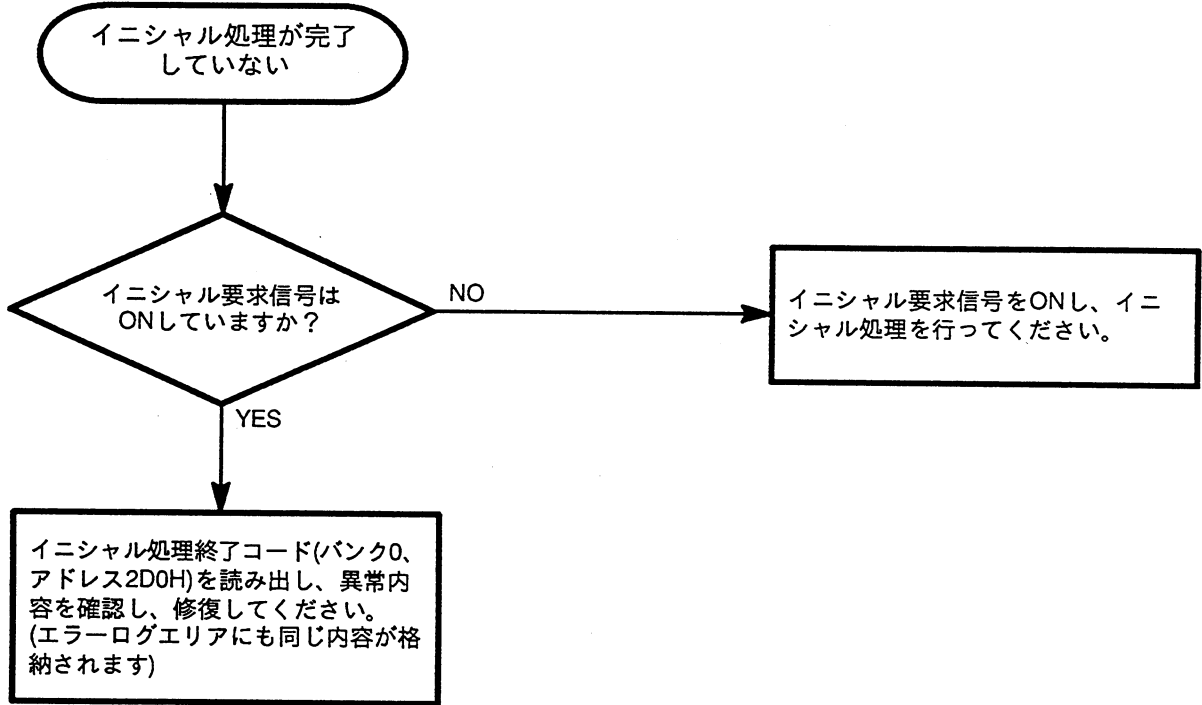 イニシャル処理が完了
していない
イニシャル要求信号は
ONしていますか？
NO
イニシャル要求信号をONし、イニ
シャル処理を行ってください。
YES
イニシャル処理終了コード(バンク0、
アドレス2D0H)を読み出し、異常内
容を確認し、修復してください。
(エラーログエリアにも同じ内容が格
納されます)